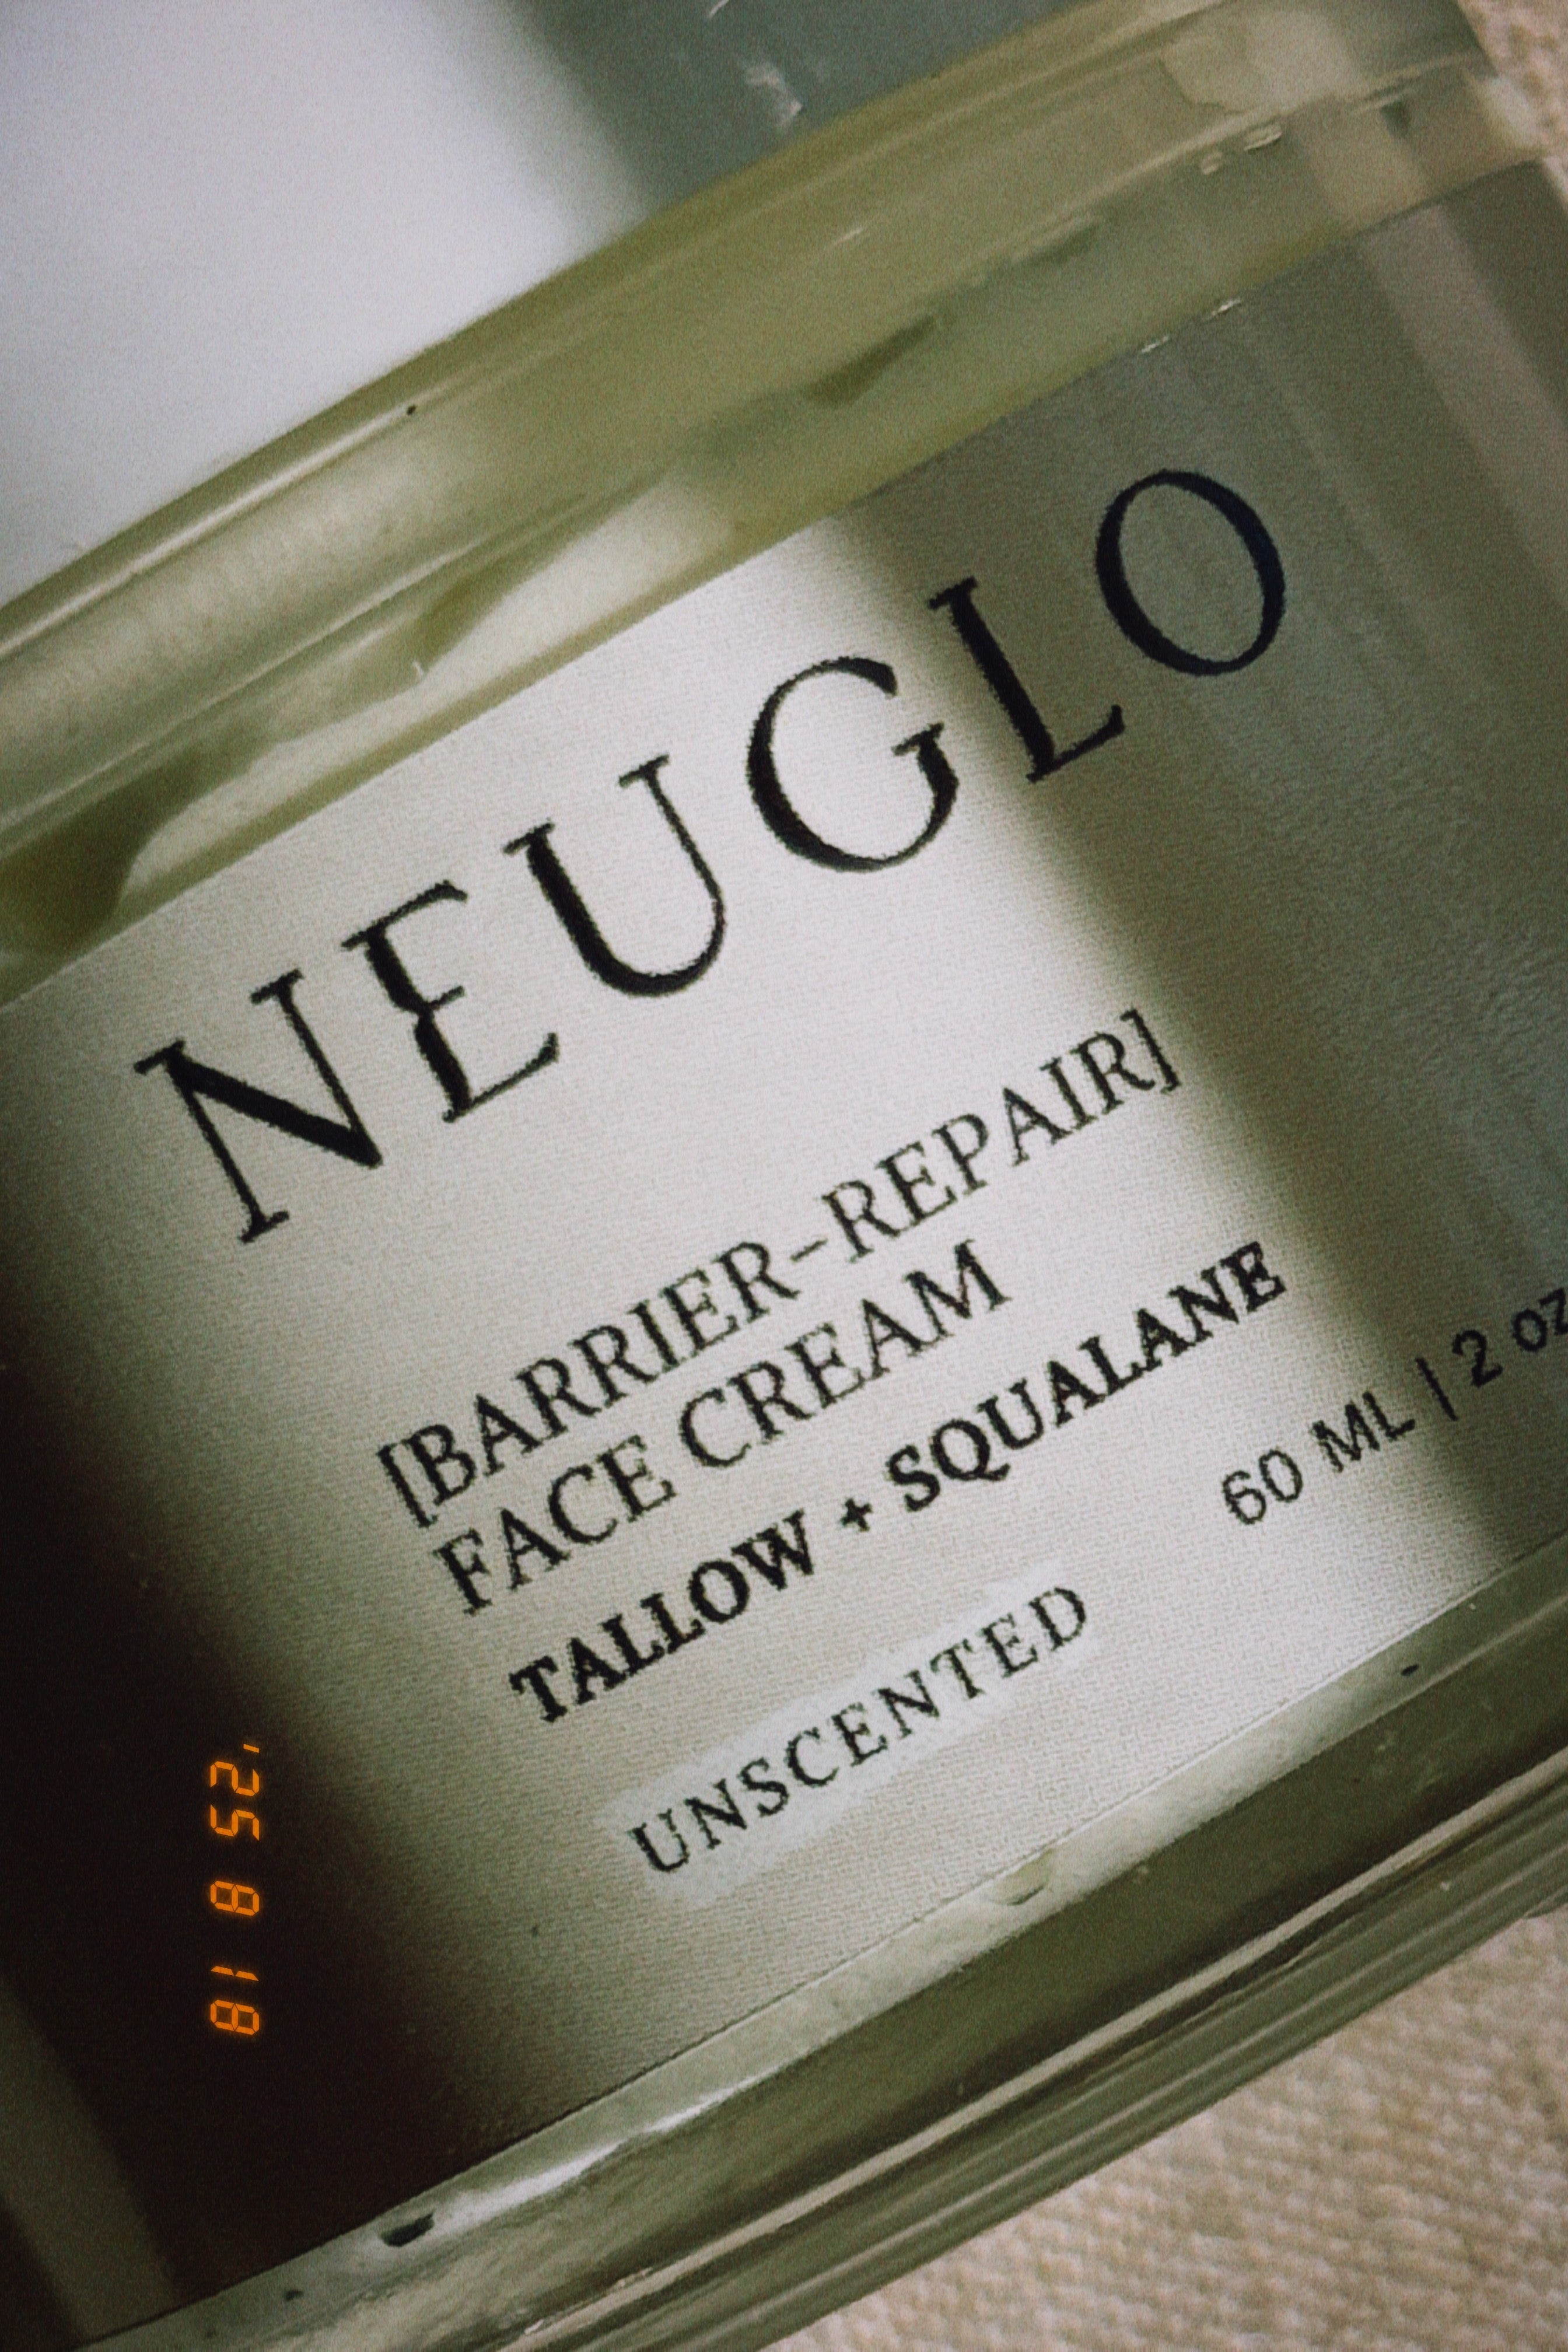 NEUGLO
[BARRIER-REPAIR]
FACE CREAM
TALLOW + SQUALANE
60 ML | 2 oz
UNSCENTED
'25 8 18